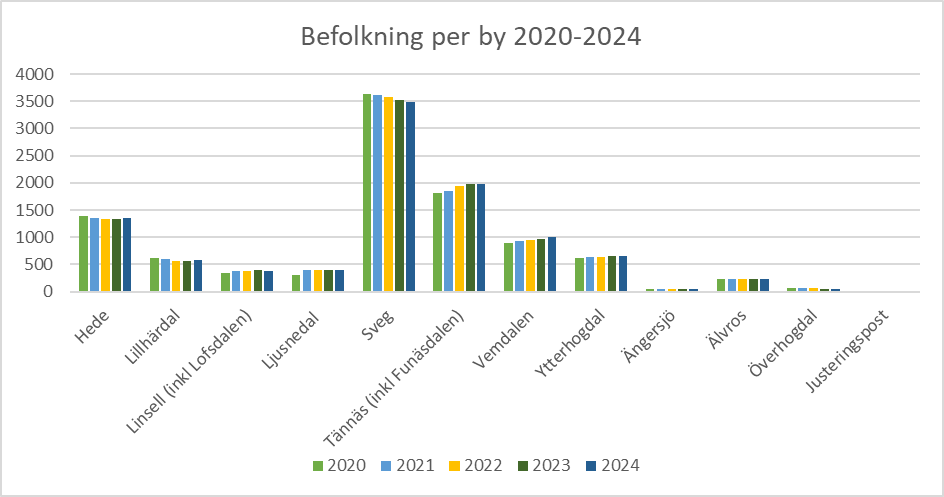 Befolkning per by 2020-2024
4000
3500
3000
2500
2000
1500
1000
500
0
Hede
Lillhärdal
Linsell (inkl Lofsdalen)
Ljusnedal
Sveg
Tännäs (inkl Funäsdalen)
Vemdalen
Ytterhogdal
Ängersjö
Älvros
Överhogdal
Justeringspost
2020 2021 2022 2023 2024